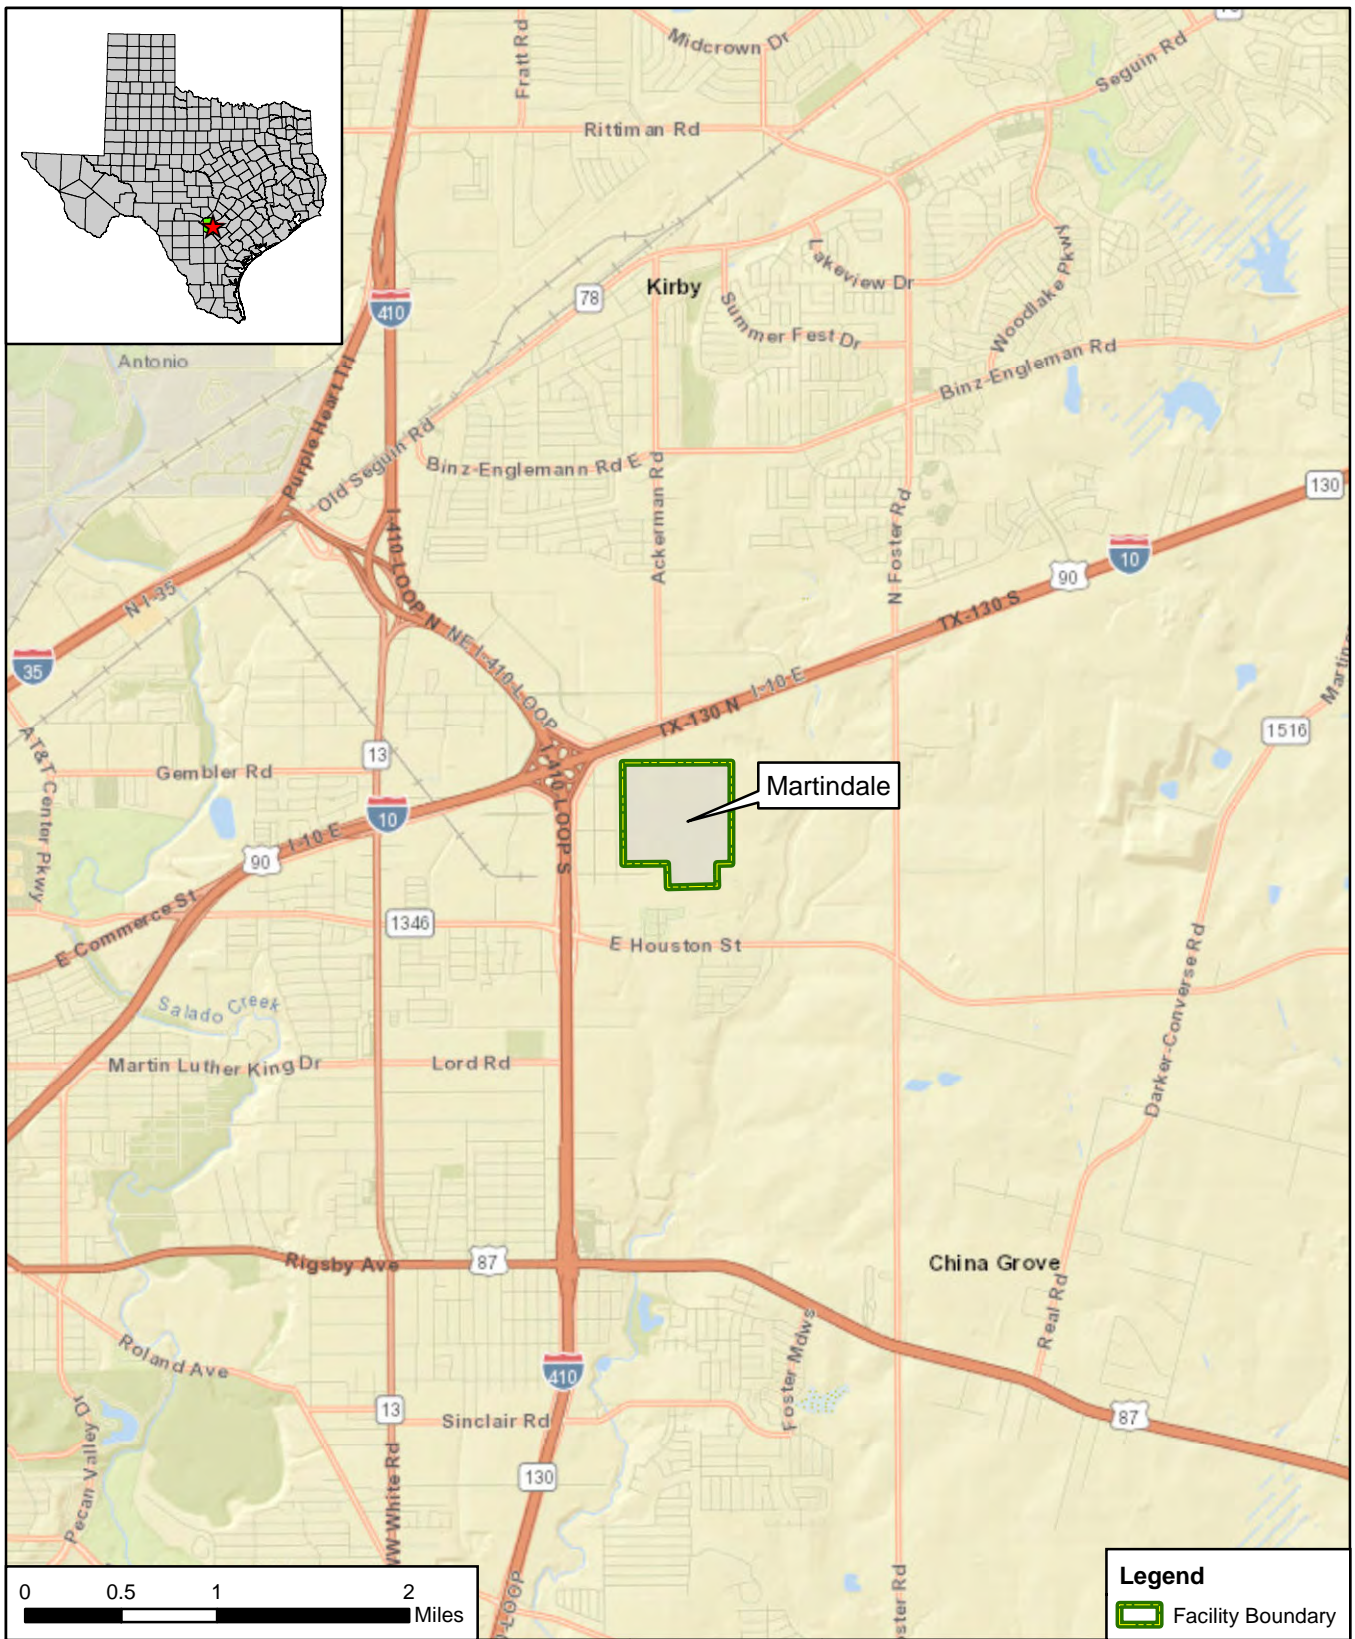 Fratt Rd
Midcrown Dr
Seguin Rd
Rittiman Rd
Lakeview Dr
Woodlake Pkwy
Kirby
78
410
Summer Fest Dr
Antonio
Purple Heart Trl
Binz-Engleman Rd
Old Seguin Rd
Binz-Englemann Rd E
Ackerman Rd
130
N Foster Rd
I-410-LOOP N
10
90
N I-35
TX-130 S
NE I-410 LOOP
35
I-10 E
TX-130 N
1516
AT&T Center Pkwy
13
Gembler Rd
I-410 LOOP S
Martindale
10
I-10 E
90
E Commerce St
1346
E Houston St
Darker-Converse Rd
Salado Creek
Martin Luther King Dr
Lord Rd
Rigsby Ave
87
China Grove
Real Rd
Foster Mdws
Roland Ave
410
13
Sinclair Rd
87
Pecan Valley Dr
WW White Rd
130
0 0.5 1 2
Miles
Legend
Facility Boundary